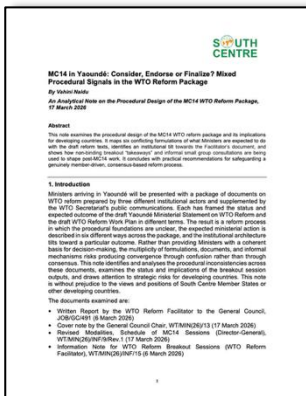 SOUTH
CENTRE
MC14 in Yaoundé: Consider, Endorse or Finalize? Mixed
Procedural Signals in the WTO Reform Package
By Vahini Naidu
An Analytical Note on the Procedural Design of the MC14 WTO Reform Package,
17 March 2026
Abstract
This note examines the procedural design of the MC14 WTO reform package and its implications
for developing countries. It maps six conflicting formulations of what Ministers are expected to do
with the draft reform texts, identifies an institutional tilt towards the Facilitator's document, and
shows how non-binding breakout "takeaways" and informal small group consultations are being
used to shape post-MC14 work. It concludes with practical recommendations for safeguarding a
genuinely member-driven, consensus-based reform process.
1. Introduction
Ministers arriving in Yaoundé will be presented with a package of documents on
WTO reform prepared by three different institutional actors and supplemented by
the WTO Secretariat's public communications. Each has framed the status and
expected outcome of the draft Yaoundé Ministerial Statement on WTO Reform and
the draft WTO Reform Work Plan in different terms. The result is a reform process
in which the procedural foundations are unclear, the expected ministerial action is
described in six different ways across the package, and the institutional architecture
tilts toward a particular outcome. Rather than providing Ministers with a coherent
basis for decision-making, the multiplicity of formulations, documents, and informal
mechanisms risks producing convergence through confusion rather than through
consensus. This note identifies and analyses the procedural inconsistencies across
these documents, examines the status and implications of the breakout session
outputs, and draws attention to strategic risks for developing countries. This note
is without prejudice to the views and positions of South Centre Member States or
other developing countries.
The documents examined are:
• Written Report by the WTO Reform Facilitator to the General Council,
JOB/GC/491 (6 March 2026)
• Cover note by the General Council Chair, WT/MIN(26)/13 (17 March 2026)
• Revised Modalities, Schedule of MC14 Sessions (Director-General),
WT/MIN(26)/INF/9/Rev.1 (17 March 2026)
• Information Note for WTO Reform Breakout Sessions (WTO Reform
Facilitator), WT/MIN(26)/INF/15 (6 March 2026)